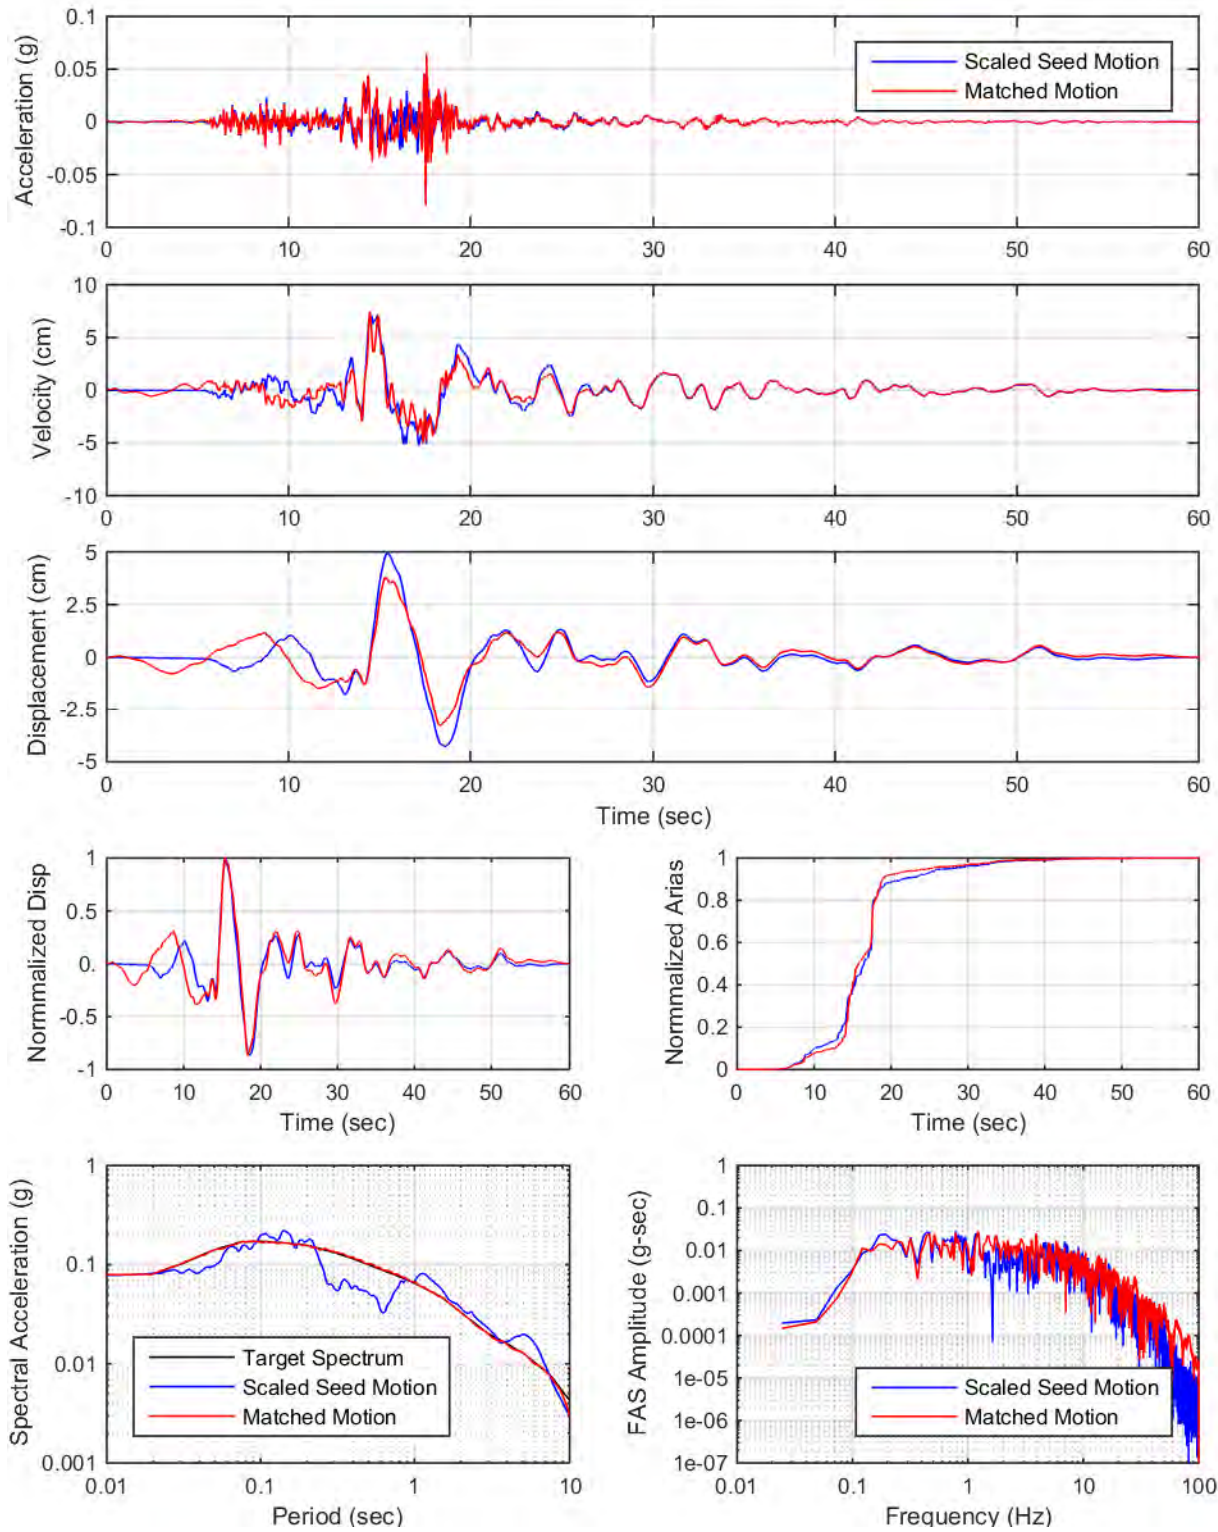 Acceleration (g)
0.1
0.05
0
-0.05
-0.1
Scaled Seed Motion
Matched Motion
0 10 20 30 40 50 60
Velocity (cm)
10
5
0
-5
-10
0 10 20 30 40 50 60
Displacement (cm)
5
2.5
0
-2.5
-5
0 10 20 30 40 50 60
Time (sec)
Normmalized Disp
1
0.5
0
-0.5
-1
0 10 20 30 40 50 60
Time (sec)
Normmalized Arias
1
0.8
0.6
0.4
0.2
0
0 10 20 30 40 50 60
Time (sec)
Spectral Acceleration (g)
1
0.1
0.01
0.001
Target Spectrum
Scaled Seed Motion
Matched Motion
0.01 0.1 1 10
Period (sec)
FAS Amplitude (g-sec)
1
0.1
0.01
0.001
0.0001
1e-05
1e-06
1e-07
Scaled Seed Motion
Matched Motion
0.01 0.1 1 10 100
Frequency (Hz)